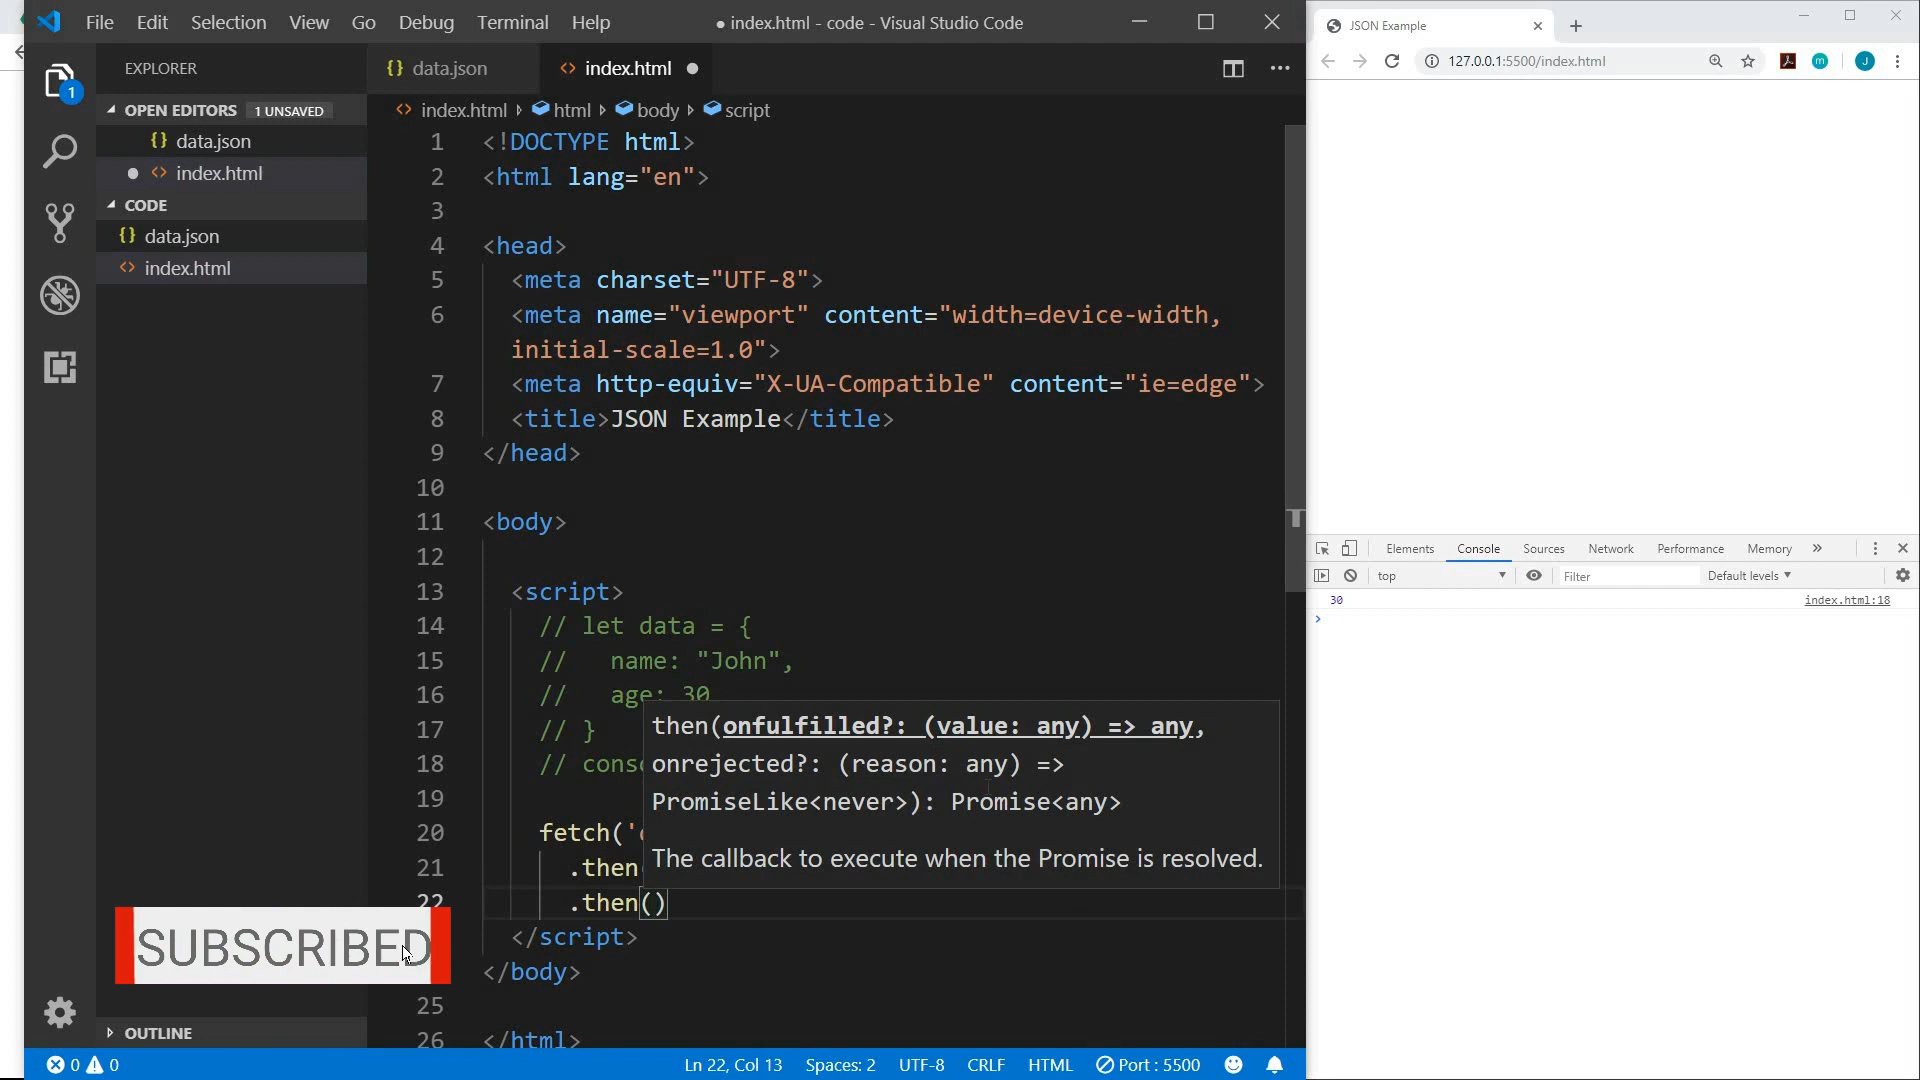 File Edit Selection View Go Debug Terminal Help
● index.html - code - Visual Studio Code
EXPLORER
OPEN EDITORS 1 UNSAVED
{} data.json
● <> index.html
CODE
{} data.json
<> index.html
OUTLINE
1
{} data.json
<> index.html ●
<> index.html › html › body › script
1 <!DOCTYPE html>
2 <html lang="en">
3
4 <head>
5 <meta charset="UTF-8">
6 <meta name="viewport" content="width=device-width,
initial-scale=1.0">
7 <meta http-equiv="X-UA-Compatible" content="ie=edge">
8 <title>JSON Example</title>
9 </head>
10
11 <body>
12
13 <script>
14 // let data = {
15 // name: "John",
16 // age: 30
17 // }
18 // conso
19
20 fetch('
21 .then
22 .then()
</script>
</body>
25
26 </html>
then(onfulfilled?: (value: any) => any,
onrejected?: (reason: any) =>
PromiseLike<never>): Promise<any>
The callback to execute when the Promise is resolved.
SUBSCRIBED
0 0
Ln 22, Col 13 Spaces: 2 UTF-8 CRLF HTML Port : 5500
JSON Example
127.0.0.1:5500/index.html
m
J
Elements Console Sources Network Performance Memory »
top Filter Default levels
30 index.html:18